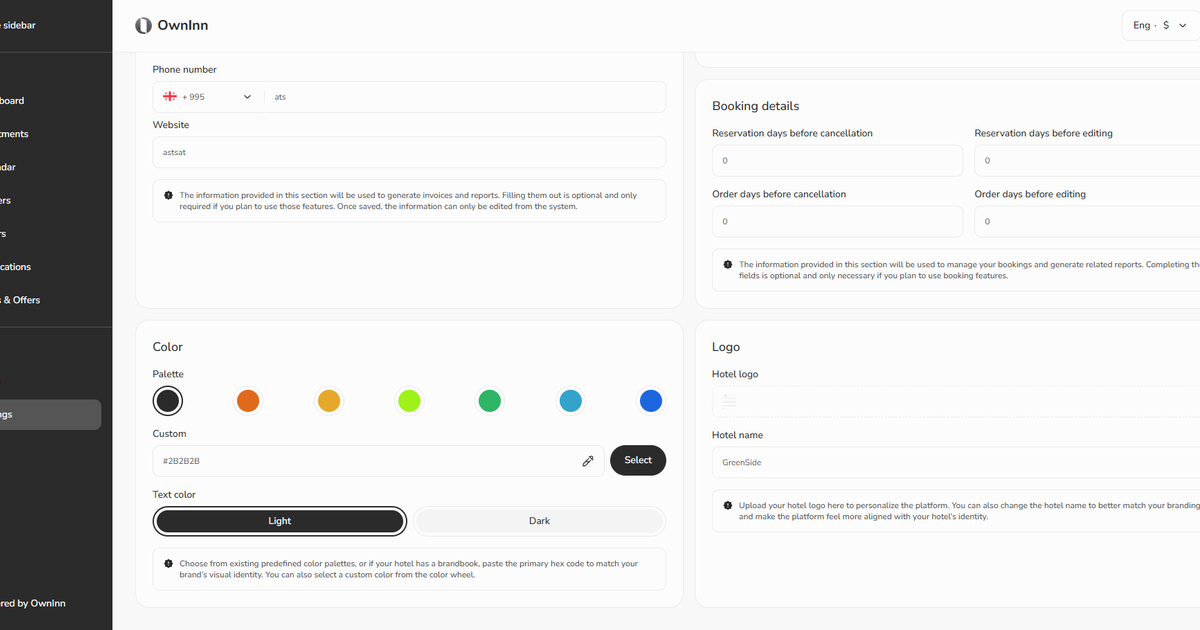 sidebar
OwnInn
Eng · $
board
tments
dar
ers
rs
cations
s & Offers
ngs
ered by OwnInn
Phone number
+ 995
ats
Website
astsat
The information provided in this section will be used to generate invoices and reports. Filling them out is optional and only
required if you plan to use those features. Once saved, the information can only be edited from the system.
Booking details
Reservation days before cancellation
Reservation days before editing
0
0
Order days before cancellation
Order days before editing
0
0
The information provided in this section will be used to manage your bookings and generate related reports. Completing th
fields is optional and only necessary if you plan to use booking features.
Color
Palette
Custom
#2B2B2B
Select
Text color
Light
Dark
Choose from existing predefined color palettes, or if your hotel has a brandbook, paste the primary hex code to match your
brand's visual identity. You can also select a custom color from the color wheel.
Logo
Hotel logo
Hotel name
GreenSide
Upload your hotel logo here to personalize the platform. You can also change the hotel name to better match your branding
and make the platform feel more aligned with your hotel's identity.